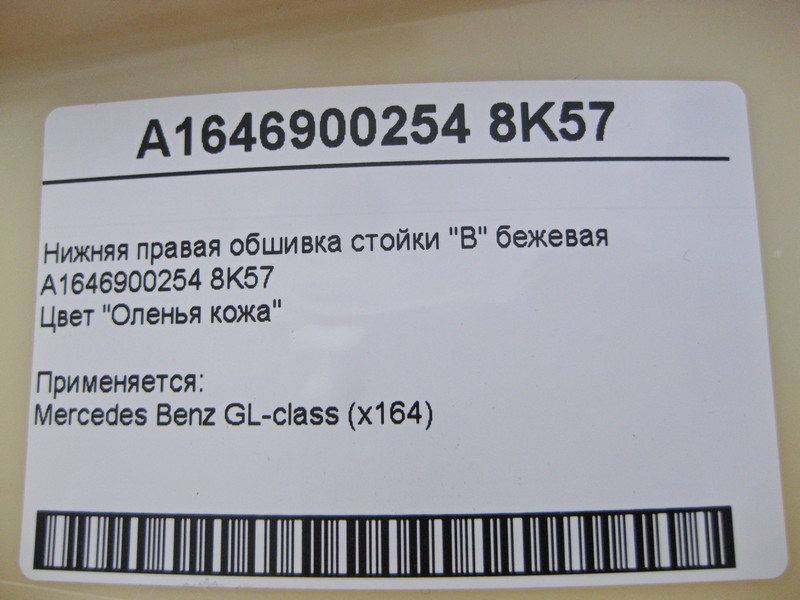 A1646900254 8K57
Нижняя правая обшивка стойки "В" бежевая
A1646900254 8K57
Цвет "Оленья кожа"
Применяется:
Mercedes Benz GL-class (x164)